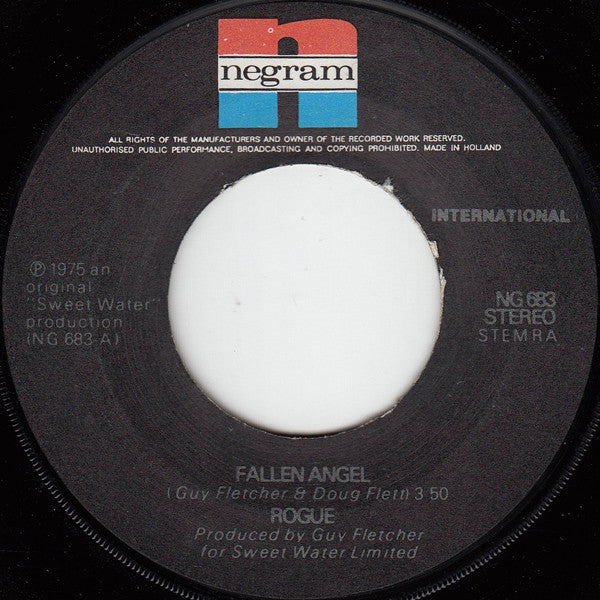 negram
ALL RIGHTS OF THE MANUFACTURERS AND OWNER OF THE RECORDED WORK RESERVED.
UNAUTHORISED PUBLIC PERFORMANCE, BROADCASTING AND COPYING PROHIBITED. MADE IN HOLLAND
INTERNATIONAL
℗ 1975 an
original
"Sweet Water"
production
(NG 683-A)
NG 683
STEREO
STEMRA
FALLEN ANGEL
(Guy Fletcher & Doug Flett) 3.50
ROGUE
Produced by Guy Fletcher
for Sweet Water Limited